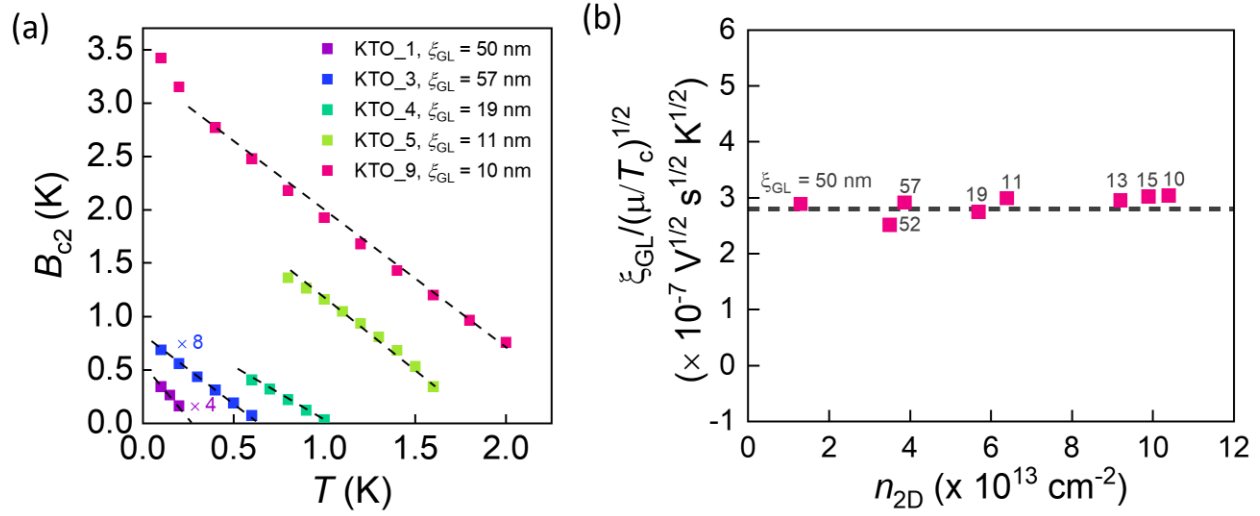 (a)
3.5
3.0
2.5
2.0
1.5
1.0
0.5
0.0
B_c2 (K)
KTO_1, ξ_GL = 50 nm
KTO_3, ξ_GL = 57 nm
KTO_4, ξ_GL = 19 nm
KTO_5, ξ_GL = 11 nm
KTO_9, ξ_GL = 10 nm
× 8
× 4
0.0 0.5 1.0 1.5 2.0
T (K)
(b)
6
5
4
3
2
1
0
-1
ξ_GL/(μ/T_c)^1/2
(× 10^-7 V^1/2 s^1/2 K^1/2)
ξ_GL = 50 nm
57
52
19
11
13 15 10
0 2 4 6 8 10 12
n_2D (x 10^13 cm^-2)